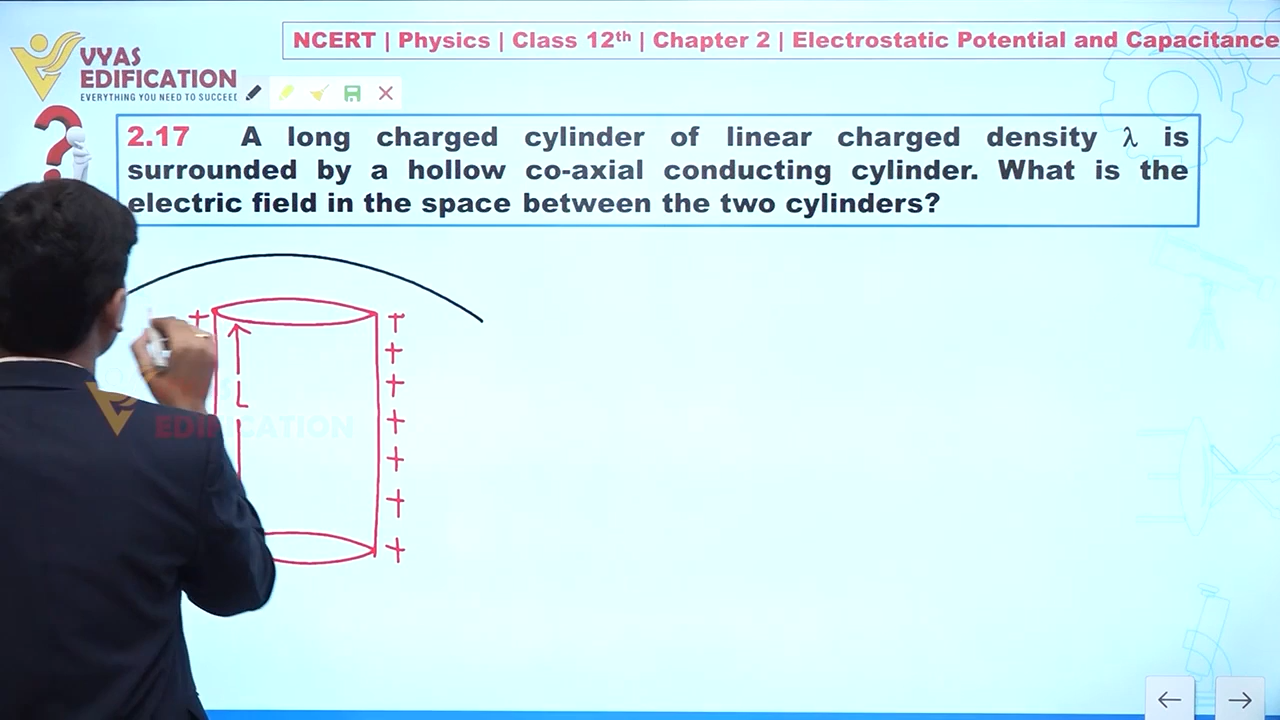 NCERT | Physics | Class 12th | Chapter 2 | Electrostatic Potential and Capacitance
VYAS
EDIFICATION
EVERYTHING YOU NEED TO SUCCEED
2.17 A long charged cylinder of linear charged density λ is
surrounded by a hollow co-axial conducting cylinder. What is the
electric field in the space between the two cylinders?
+ +
+
L +
+
+
+
+
EDIFICATION